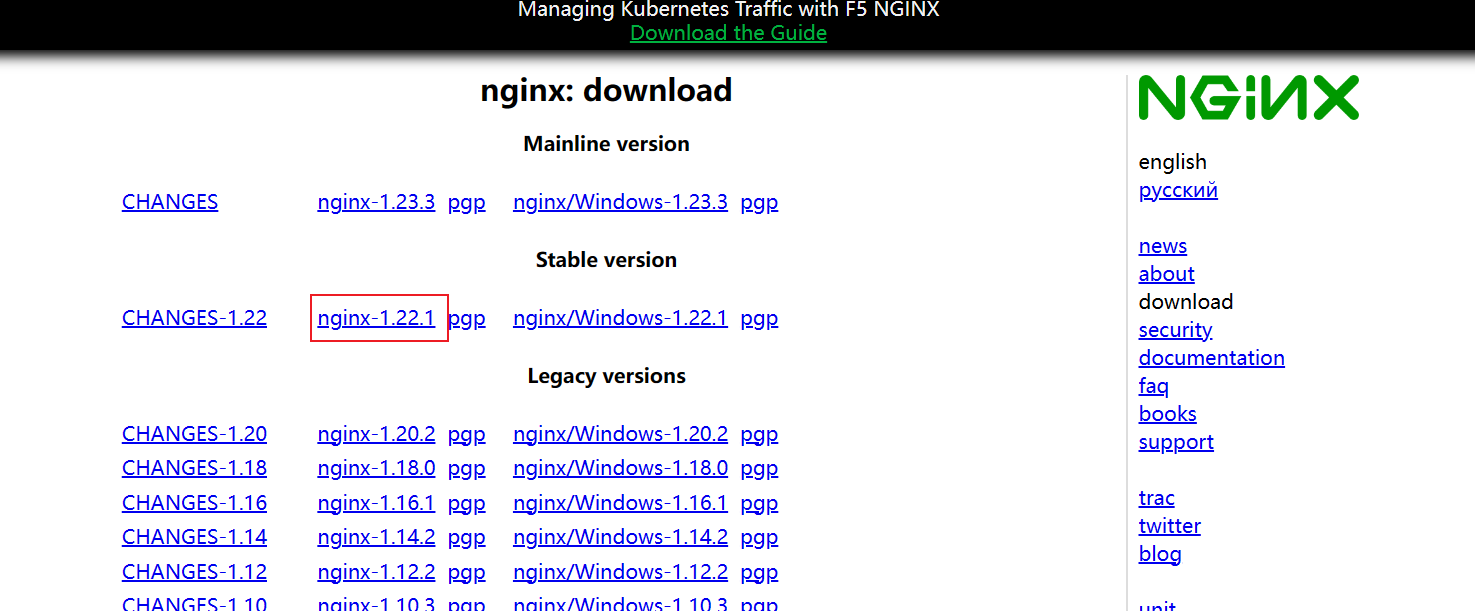 Managing Kubernetes Traffic with F5 NGINX
Download the Guide
nginx: download
Mainline version
CHANGES nginx-1.23.3 pgp nginx/Windows-1.23.3 pgp
Stable version
CHANGES-1.22 nginx-1.22.1 pgp nginx/Windows-1.22.1 pgp
Legacy versions
CHANGES-1.20 nginx-1.20.2 pgp nginx/Windows-1.20.2 pgp
CHANGES-1.18 nginx-1.18.0 pgp nginx/Windows-1.18.0 pgp
CHANGES-1.16 nginx-1.16.1 pgp nginx/Windows-1.16.1 pgp
CHANGES-1.14 nginx-1.14.2 pgp nginx/Windows-1.14.2 pgp
CHANGES-1.12 nginx-1.12.2 pgp nginx/Windows-1.12.2 pgp
CHANGES-1.10 nginx-1.10.3 pgp nginx/Windows-1.10.3 pgp
NGINX
english
русский
news
about
download
security
documentation
faq
books
support
trac
twitter
blog
unit